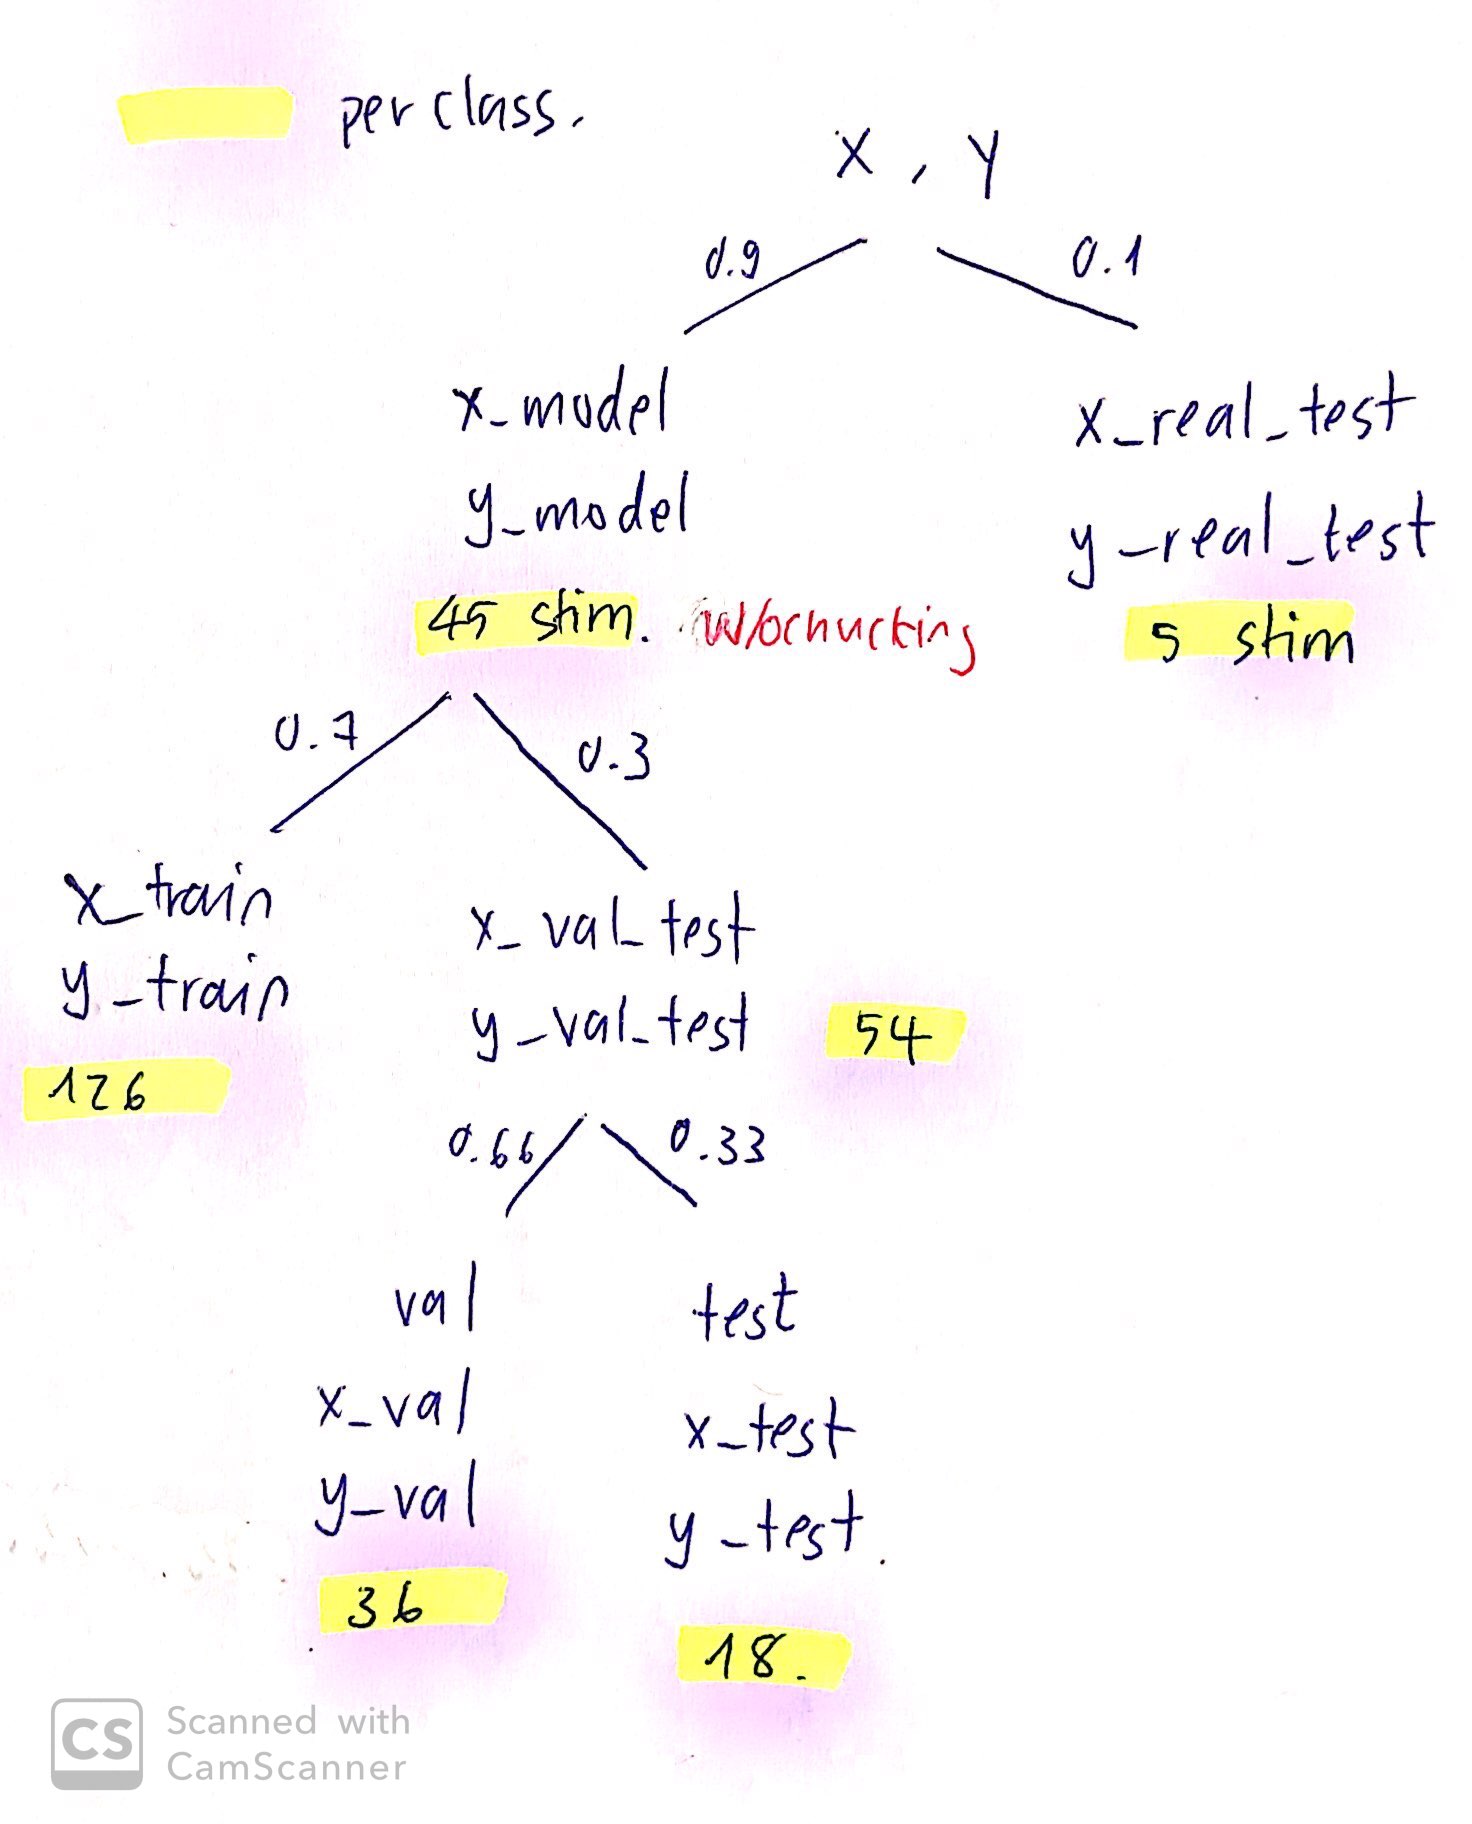 per class.
X, Y
0.9
0.1
x_model
y_model
45 stim. w/ochucking
x_real_test
y_real_test
5 stim
0.7
0.3
x_train
y_train
126
x_val_test
y_val_test
54
0.66
0.33
val
x_val
y_val
36
test
x_test
y_test.
18.
CS
Scanned with
CamScanner